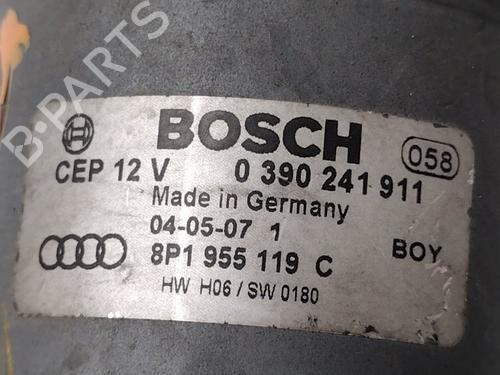 BOSCH
058
CEP 12 V 0 390 241 911
Made in Germany
04-05-07 1
8P1 955 119 C
BOY
HW H06 / SW 0180
B-PARTS